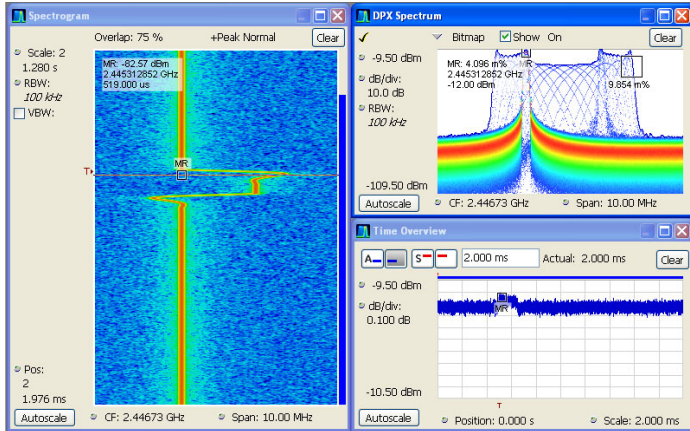 Spectrogram
Overlap: 75 %
+Peak Normal
Clear
Scale: 2
1.280 s
RBW:
100 kHz
VBW:
MR: -82.57 dBm
2.445312852 GHz
519.000 us
MR
T
Pos:
2
1.976 ms
Autoscale
CF: 2.44673 GHz
Span: 10.00 MHz
DPX Spectrum
Bitmap
Show
On
Clear
-9.50 dBm
dB/div:
10.0 dB
RBW:
100 kHz
MR: 4.096 m%
2.445312852 GHz
-12.00 dBm
MR
9.854 m%
-109.50 dBm
Autoscale
CF: 2.44673 GHz
Span: 10.00 MHz
Time Overview
A
S
2.000 ms
Actual: 2.000 ms
Clear
-9.50 dBm
dB/div:
0.100 dB
MR
-10.50 dBm
T
Autoscale
Position: 0.000 s
Scale: 2.000 ms